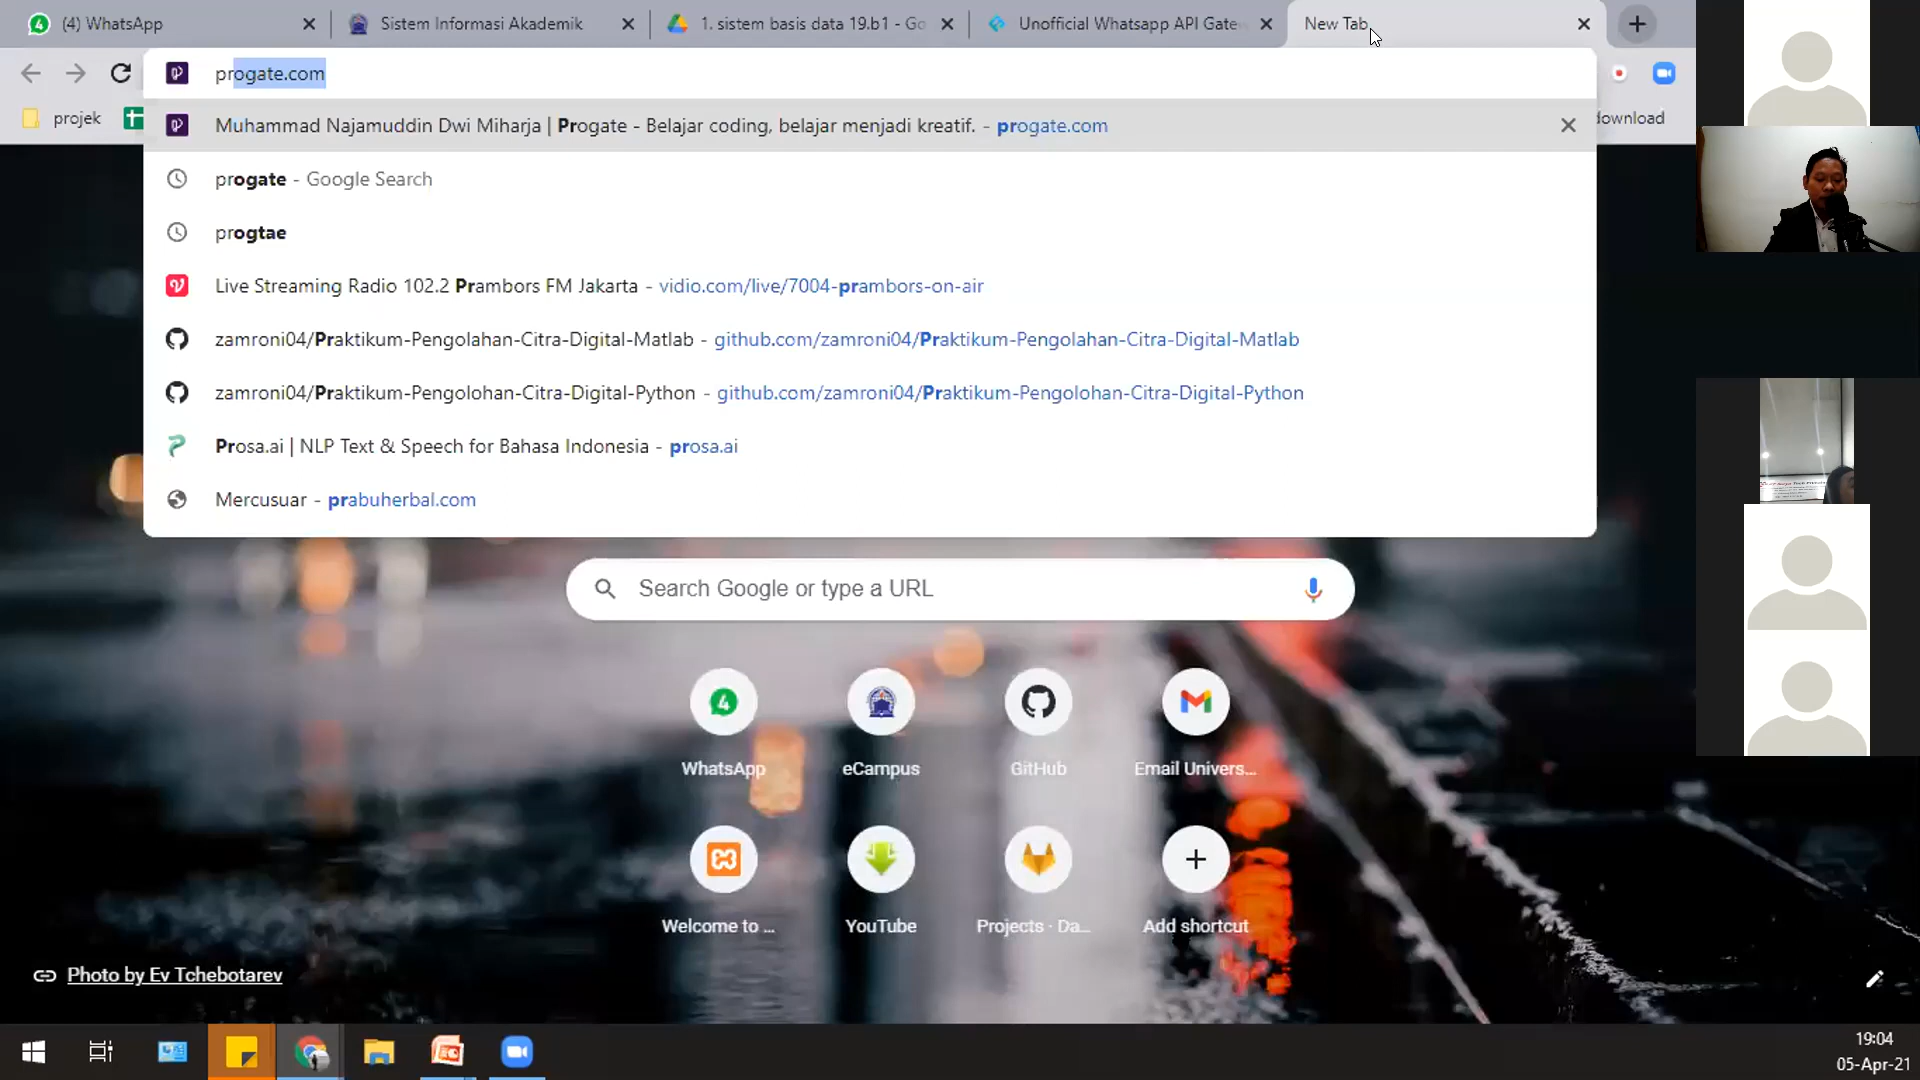 (4) WhatsApp
Sistem Informasi Akademik
1. sistem basis data 19.b1 - Go
Unofficial Whatsapp API Gate
New Tab
progate.com
projek
download
Muhammad Najamuddin Dwi Miharja | Progate - Belajar coding, belajar menjadi kreatif. - progate.com
progate - Google Search
progtae
Live Streaming Radio 102.2 Prambors FM Jakarta - vidio.com/live/7004-prambors-on-air
zamroni04/Praktikum-Pengolahan-Citra-Digital-Matlab - github.com/zamroni04/Praktikum-Pengolahan-Citra-Digital-Matlab
zamroni04/Praktikum-Pengolohan-Citra-Digital-Python - github.com/zamroni04/Praktikum-Pengolohan-Citra-Digital-Python
Prosa.ai | NLP Text & Speech for Bahasa Indonesia - prosa.ai
Mercusuar - prabuherbal.com
Search Google or type a URL
WhatsApp
eCampus
GitHub
Email Univers...
Welcome to ...
YouTube
Projects · Da...
Add shortcut
Photo by Ev Tchebotarev
19:04
05-Apr-21